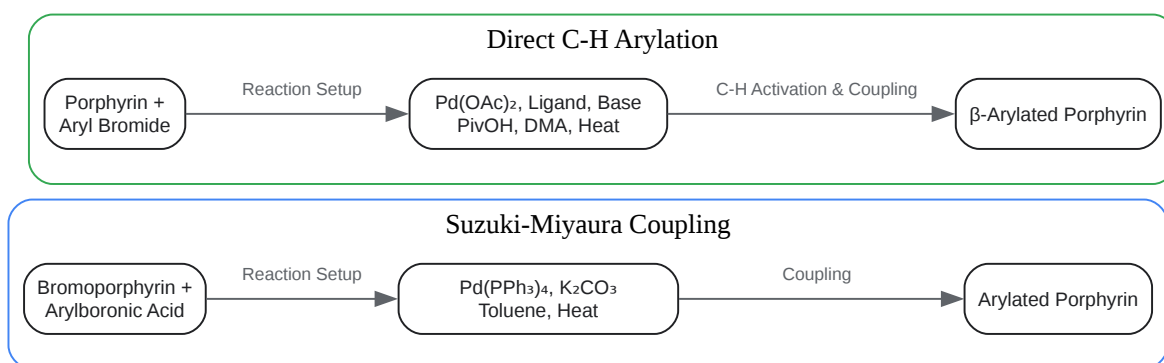 Direct C-H Arylation
Porphyrin +
Aryl Bromide
Reaction Setup
Pd(OAc)₂, Ligand, Base
PivOH, DMA, Heat
C-H Activation & Coupling
β-Arylated Porphyrin
Suzuki-Miyaura Coupling
Bromoporphyrin +
Arylboronic Acid
Reaction Setup
Pd(PPh₃)₄, K₂CO₃
Toluene, Heat
Coupling
Arylated Porphyrin